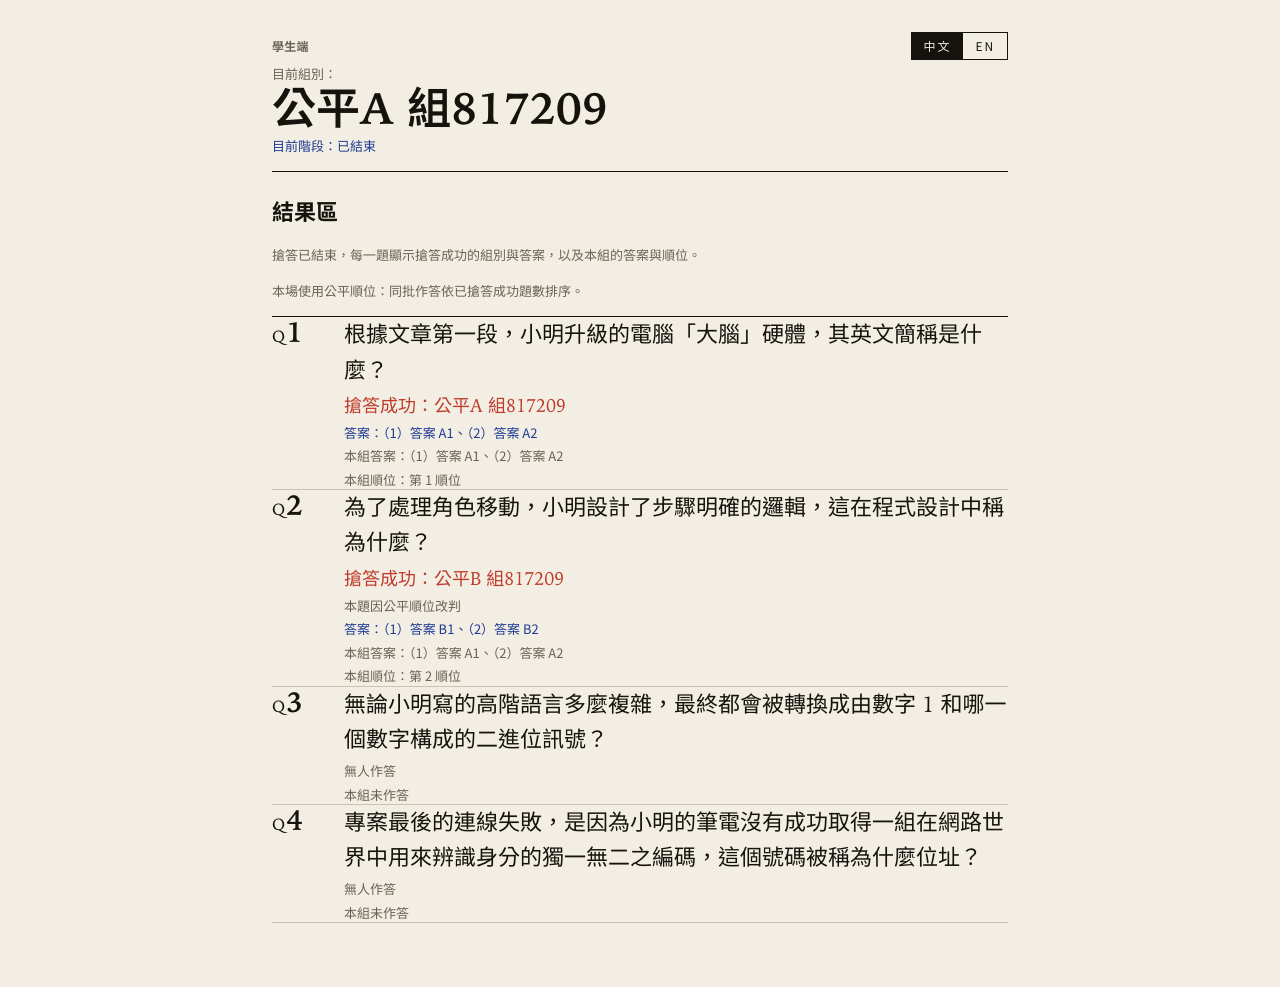 學生端
中文 EN
目前組別：
公平A 組817209
目前階段：已結束
結果區
搶答已結束，每一題顯示搶答成功的組別與答案，以及本組的答案與順位。
本場使用公平順位：同批作答依已搶答成功題數排序。
Q1 根據文章第一段，小明升級的電腦「大腦」硬體，其英文簡稱是什
麼？
搶答成功：公平A 組817209
答案：（1）答案 A1、（2）答案 A2
本組答案：（1）答案 A1、（2）答案 A2
本組順位：第 1 順位
Q2 為了處理角色移動，小明設計了步驟明確的邏輯，這在程式設計中稱
為什麼？
搶答成功：公平B 組817209
本題因公平順位改判
答案：（1）答案 B1、（2）答案 B2
本組答案：（1）答案 A1、（2）答案 A2
本組順位：第 2 順位
Q3 無論小明寫的高階語言多麼複雜，最終都會被轉換成由數字 1 和哪一
個數字構成的二進位訊號？
無人作答
本組未作答
Q4 專案最後的連線失敗，是因為小明的筆電沒有成功取得一組在網路世
界中用來辨識身分的獨一無二之編碼，這個號碼被稱為什麼位址？
無人作答
本組未作答